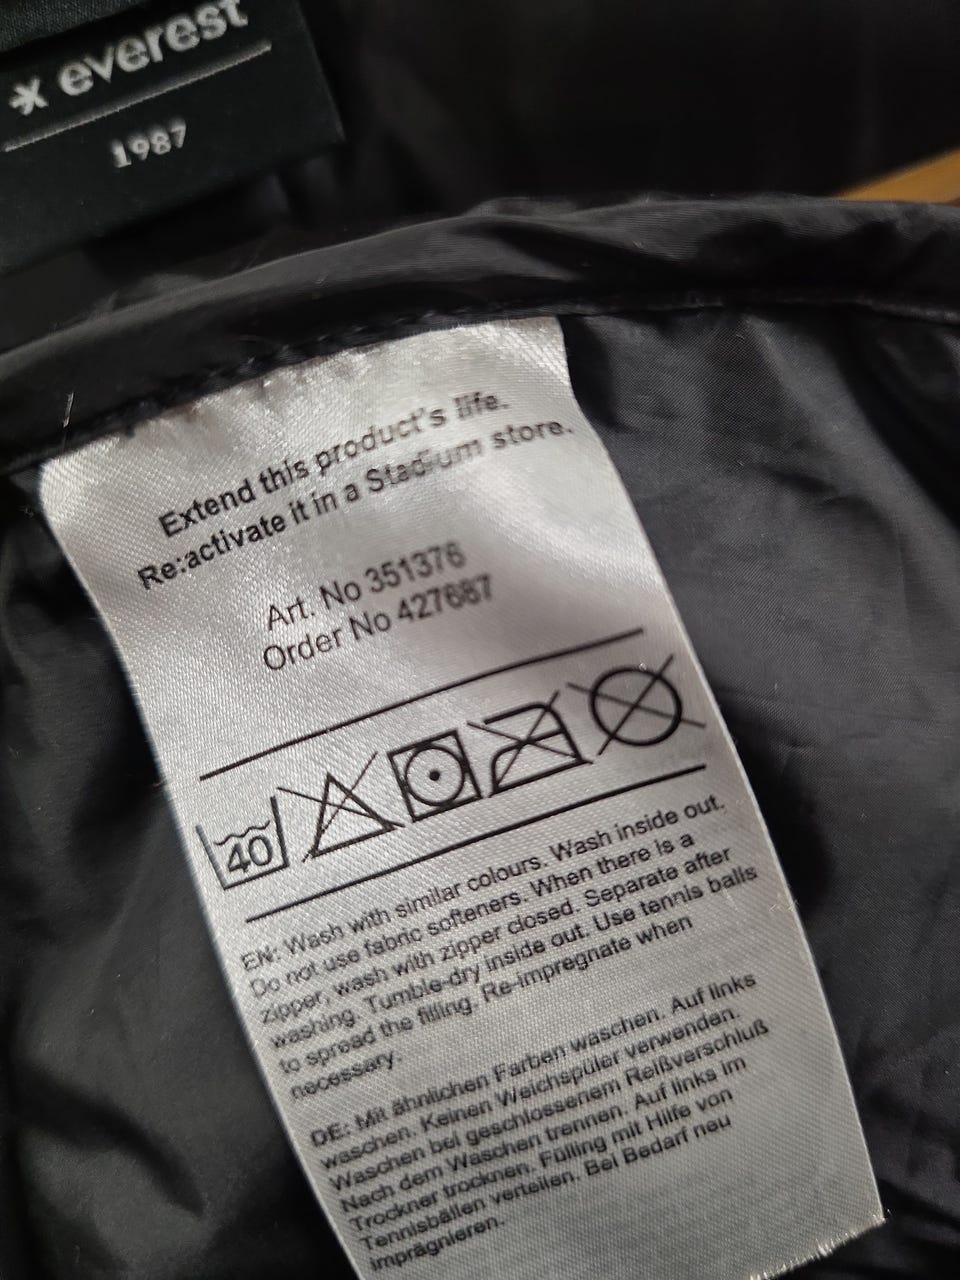 everest
1987
Extend this product's life.
Re:activate it in a Stadium store.
Art. No 351376
Order No 427687
40
EN: Wash with similar colours. Wash inside out.
Do not use fabric softeners. When there is a
zipper, wash with zipper closed. Separate after
washing. Tumble-dry inside out. Use tennis balls
to spread the filling. Re-impregnate when
necessary.
DE: Mit ähnlichen Farben waschen. Auf links
waschen. Keinen Weichspüler verwenden.
Waschen bei geschlossenem Reißverschluß
Nach dem Waschen trennen. Auf links im
Trockner trocknen. Fülling mit Hilfe von
Tennisbällen verteilen. Bei Bedarf neu
imprägnieren.